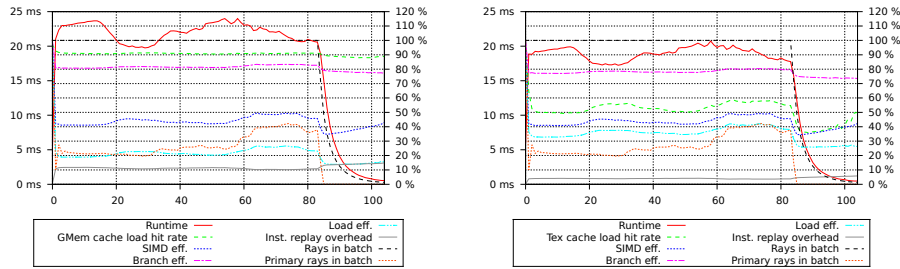 25 ms
20 ms
15 ms
10 ms
5 ms
0 ms
0 20 40 60 80 100
120 %
110 %
100 %
90 %
80 %
70 %
60 %
50 %
40 %
30 %
20 %
10 %
0 %
Runtime
GMem cache load hit rate
SIMD eff.
Branch eff.
Load eff.
Inst. replay overhead
Rays in batch
Primary rays in batch
25 ms
20 ms
15 ms
10 ms
5 ms
0 ms
0 20 40 60 80 100
120 %
110 %
100 %
90 %
80 %
70 %
60 %
50 %
40 %
30 %
20 %
10 %
0 %
Runtime
Tex cache load hit rate
SIMD eff.
Branch eff.
Load eff.
Inst. replay overhead
Rays in batch
Primary rays in batch